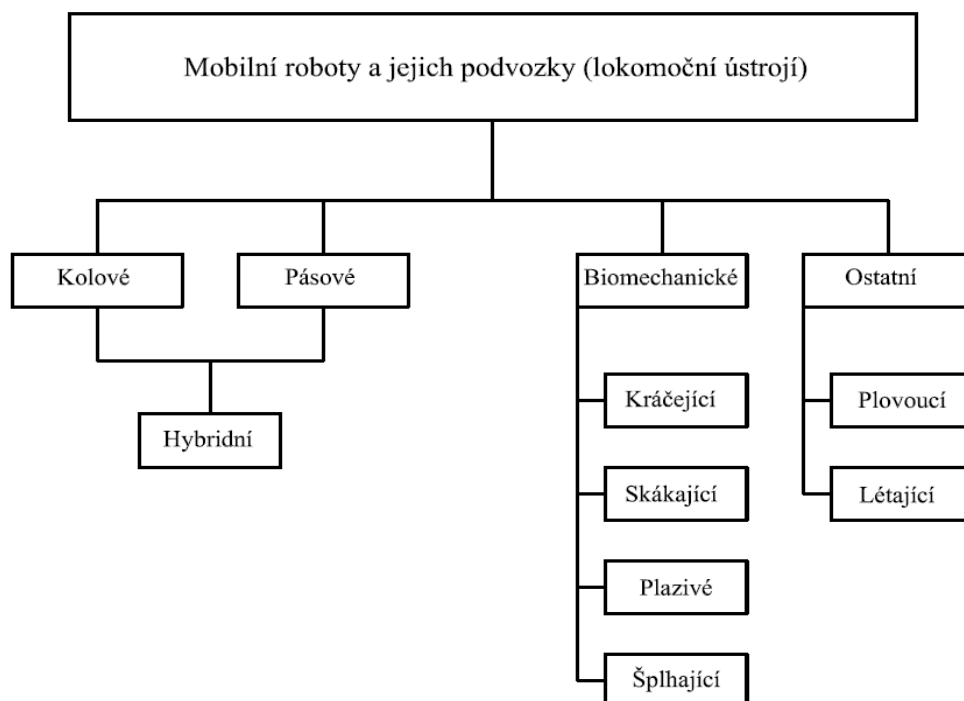 Mobilní roboty a jejich podvozky (lokomoční ústrojí)
Kolové
Pásové
Biomechanické
Ostatní
Hybridní
Kráčející
Skákající
Plazivé
Šplhající
Plovoucí
Létající